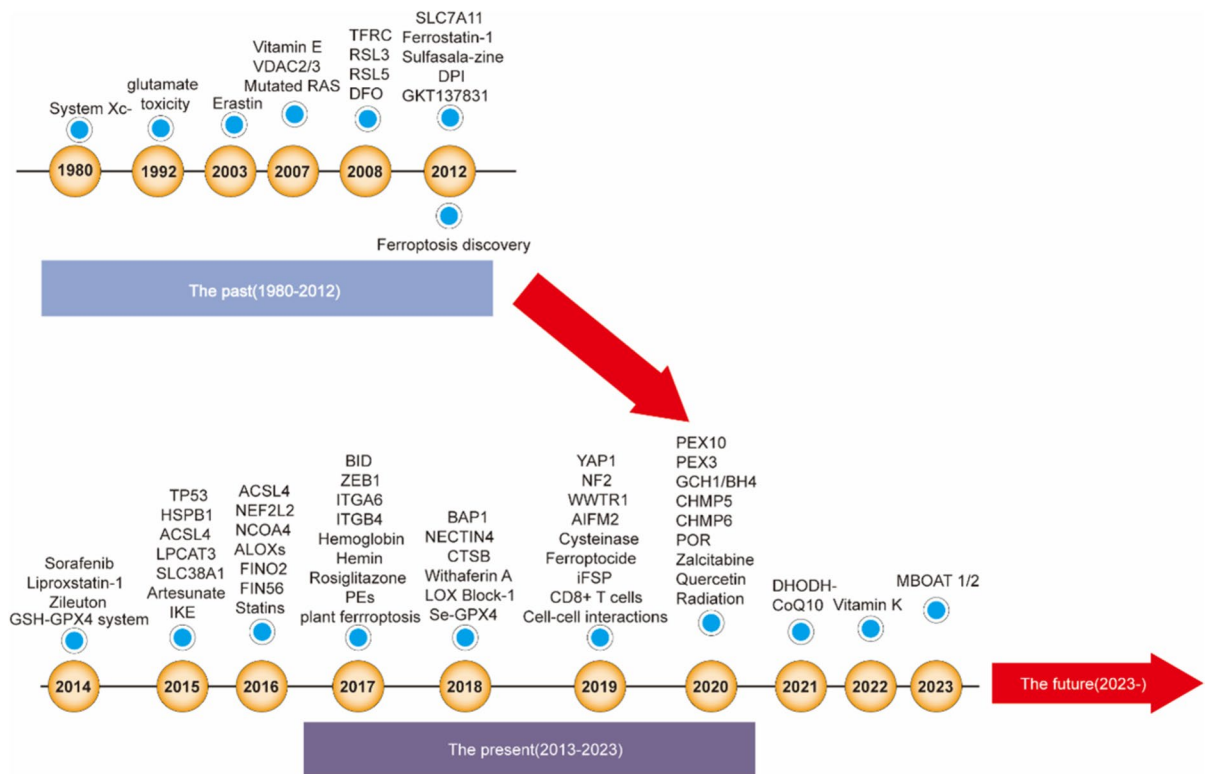 System Xc-
glutamate
toxicity
Erastin
Vitamin E
VDAC2/3
Mutated RAS
TFRC
RSL3
RSL5
DFO
SLC7A11
Ferrostatin-1
Sulfasala-zine
DPI
GKT137831
1980
1992
2003
2007
2008
2012
Ferroptosis discovery
The past(1980-2012)
Sorafenib
Liproxstatin-1
Zileuton
GSH-GPX4 system
TP53
HSPB1
ACSL4
LPCAT3
SLC38A1
Artesunate
IKE
ACSL4
NEF2L2
NCOA4
ALOXs
FINO2
FIN56
Statins
BID
ZEB1
ITGA6
ITGB4
Hemoglobin
Hemin
Rosiglitazone
PEs
plant ferrroptosis
BAP1
NECTIN4
CTSB
Withaferin A
LOX Block-1
Se-GPX4
YAP1
NF2
WWTR1
AIFM2
Cysteinase
Ferroptocide
iFSP
CD8+ T cells
Cell-cell interactions
PEX10
PEX3
GCH1/BH4
CHMP5
CHMP6
POR
Zalcitabine
Quercetin
Radiation
DHODH-
CoQ10
Vitamin K
MBOAT 1/2
2014
2015
2016
2017
2018
2019
2020
2021
2022
2023
The future(2023-)
The present(2013-2023)